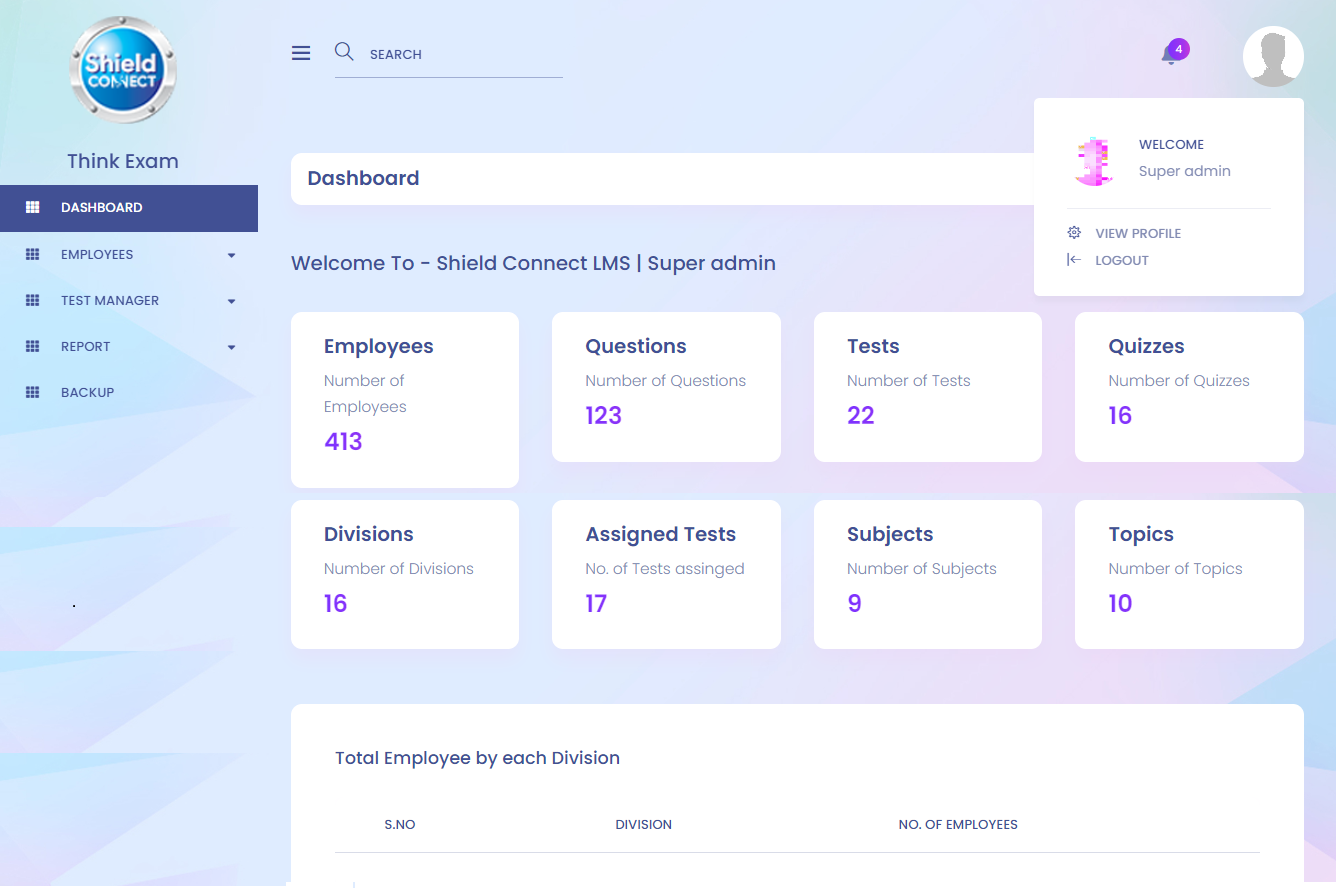 Shield
CONNECT
Think Exam
DASHBOARD
EMPLOYEES
TEST MANAGER
REPORT
BACKUP
SEARCH
4
WELCOME
Super admin
VIEW PROFILE
LOGOUT
Dashboard
Welcome To - Shield Connect LMS | Super admin
Employees
Number of
Employees
413
Questions
Number of Questions
123
Tests
Number of Tests
22
Quizzes
Number of Quizzes
16
Divisions
Number of Divisions
16
Assigned Tests
No. of Tests assinged
17
Subjects
Number of Subjects
9
Topics
Number of Topics
10
Total Employee by each Division
S.NO DIVISION NO. OF EMPLOYEES